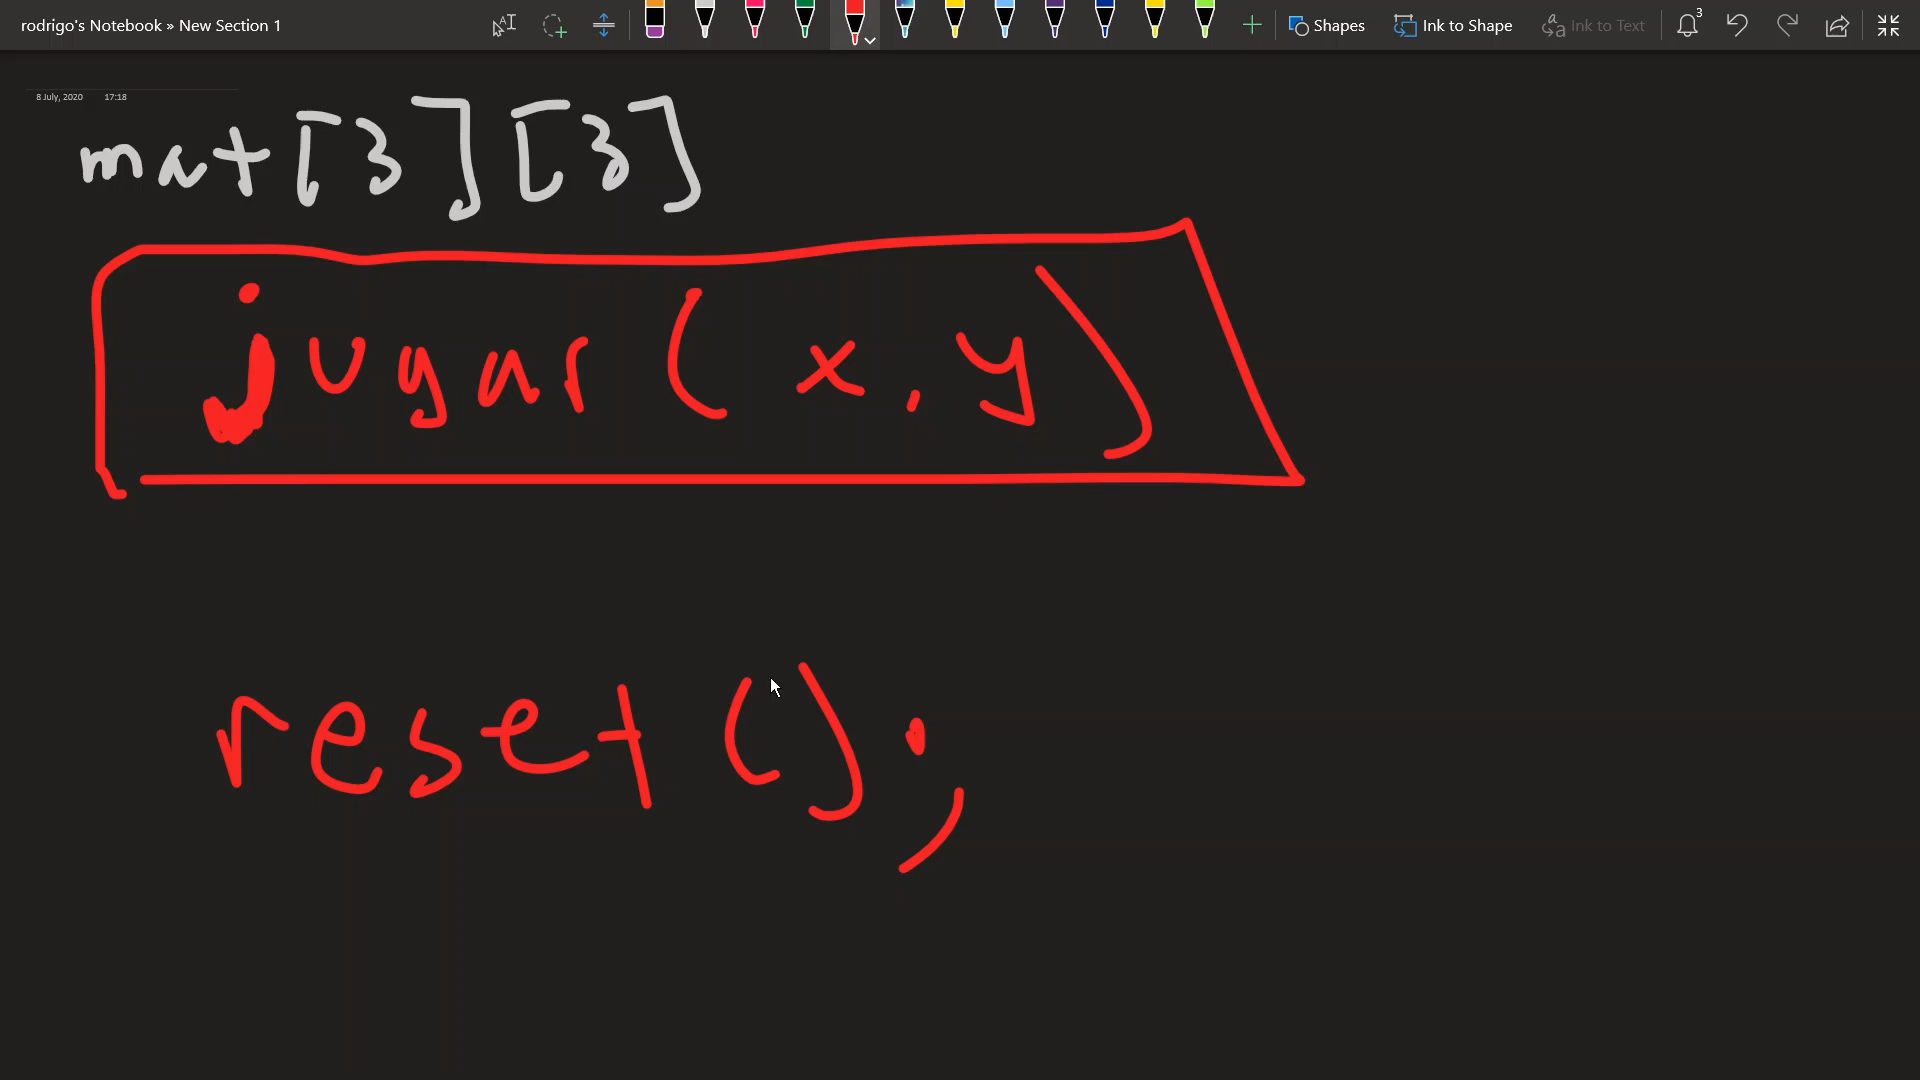 rodrigo's Notebook » New Section 1
Shapes
Ink to Shape
Ink to Text
3
8 July, 2020 17:18
mat[3][3]
jugar(x,y)
reset();